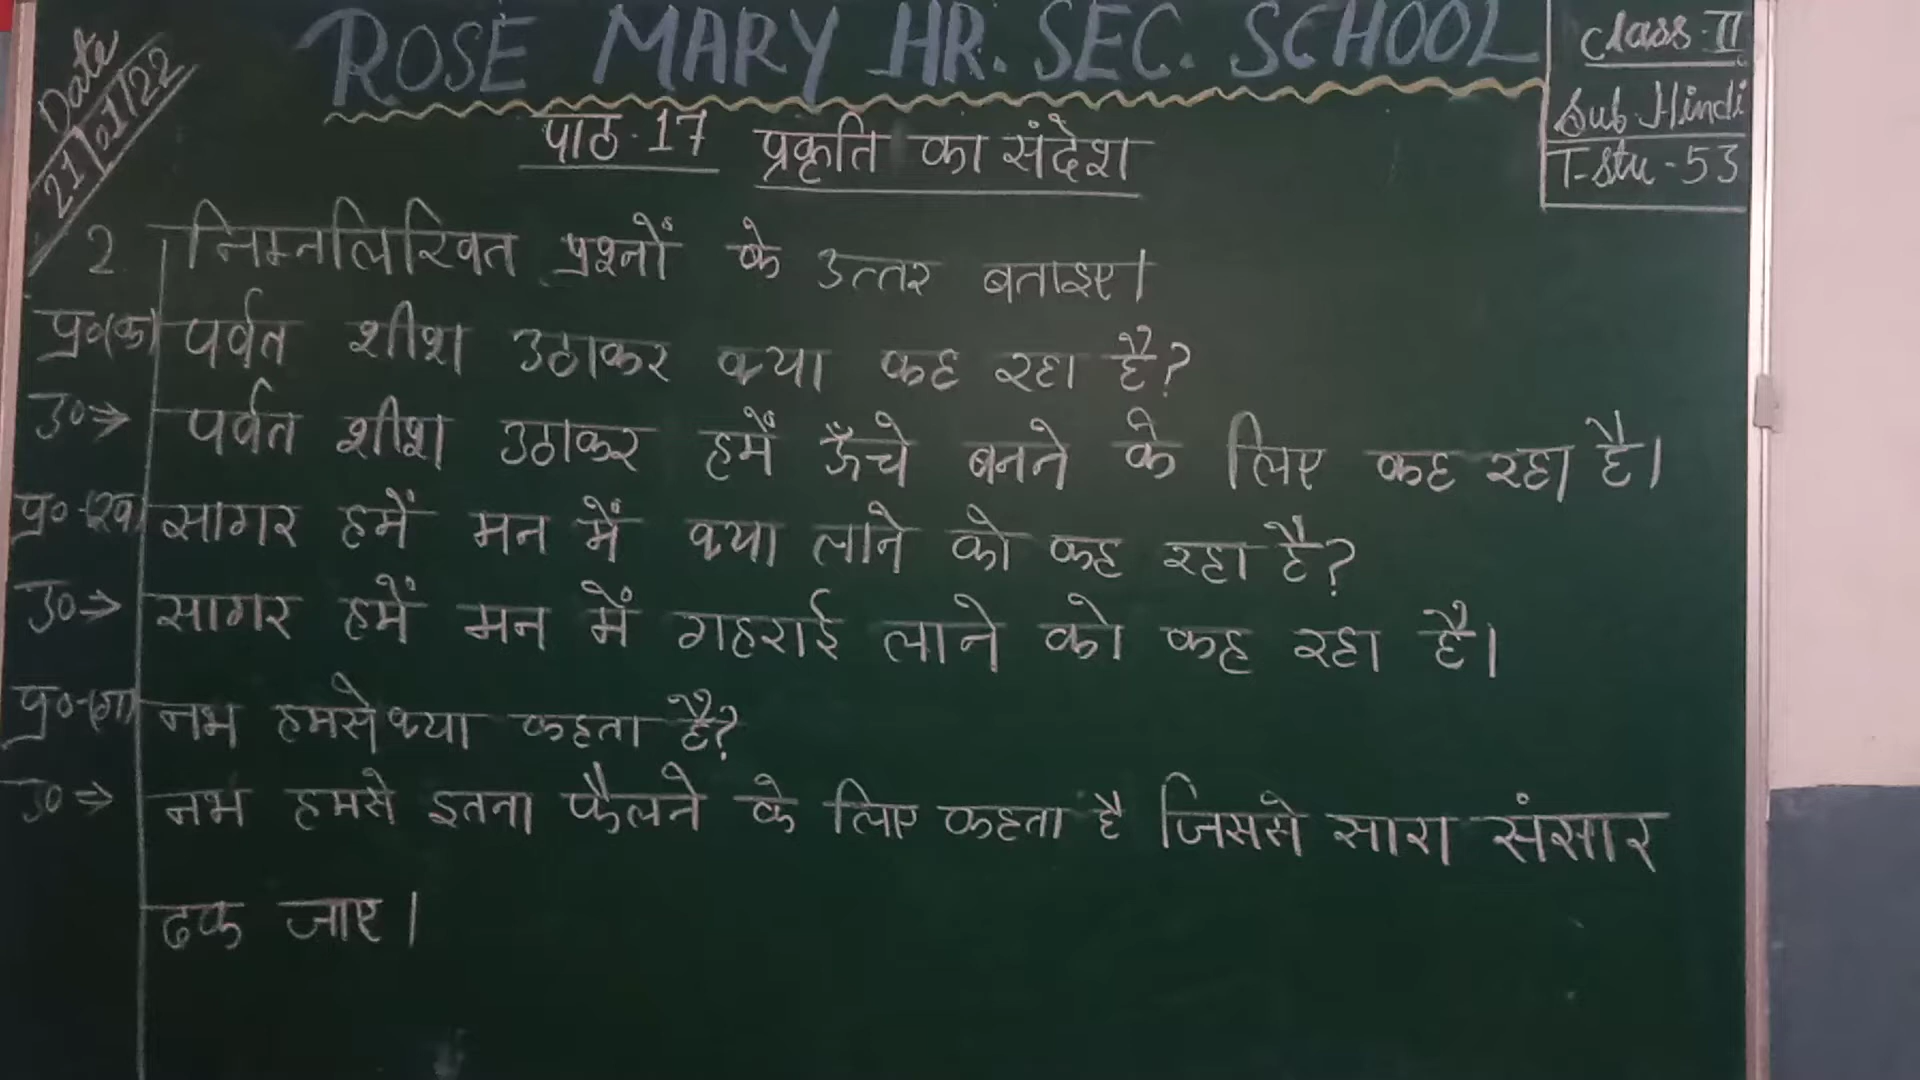 ROSE MARY HR. SEC. SCHOOL
Date 21/01/22
Class-II
Sub. Hindi
T-Stu-53
पाठ-17 प्रकृति का संदेश
2 निम्नलिखित प्रश्नों के उत्तर बताइए।
प्र०(क) पर्वत शीश उठाकर क्या कह रहा है?
उ०→ पर्वत शीश उठाकर हमें ऊँचे बनने के लिए कह रहा है।
प्र०-(ख) सागर हमें मन में क्या लाने को कह रहा है?
उ०→ सागर हमें मन में गहराई लाने को कह रहा है।
प्र०-(ग) नभ हमसे क्या कहता है?
उ०→ नभ हमसे इतना फैलने के लिए कहता है जिससे सारा संसार
ढक जाए।